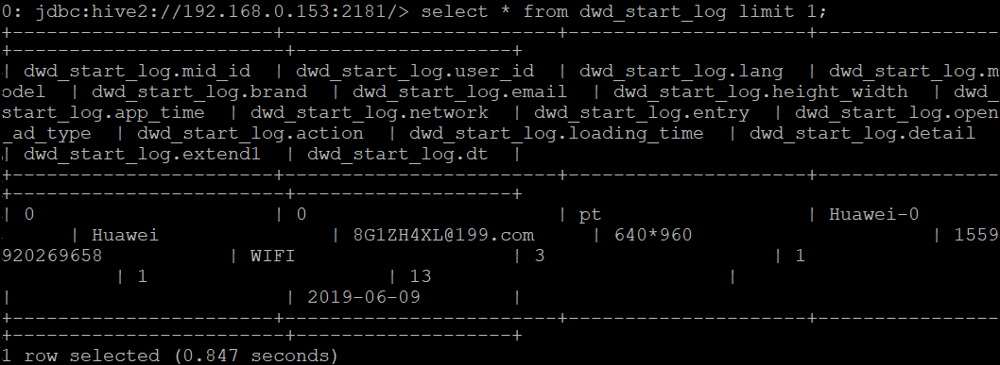 0: jdbc:hive2://192.168.0.153:2181/> select * from dwd_start_log limit 1;
+--------------------------+--------------------------+-----------------------+------------------
+--------------------------+---------------------+
| dwd_start_log.mid_id  | dwd_start_log.user_id  | dwd_start_log.lang  | dwd_start_log.m
odel  | dwd_start_log.brand  | dwd_start_log.email  | dwd_start_log.height_width  | dwd_
start_log.app_time  | dwd_start_log.network  | dwd_start_log.entry  | dwd_start_log.open
_ad_type  | dwd_start_log.action  | dwd_start_log.loading_time  | dwd_start_log.detail
| dwd_start_log.extend1  | dwd_start_log.dt  |
+--------------------------+--------------------------+-----------------------+------------------
+--------------------------+---------------------+
| 0                        | 0                        | pt                    | Huawei-0
       | Huawei                | 8G1ZH4XL@199.com      | 640*960                       | 1559
920269658             | WIFI                     | 3                      | 1
           | 1                       | 13                               |
|                          | 2019-06-09          |
+--------------------------+--------------------------+-----------------------+------------------
+--------------------------+---------------------+
1 row selected (0.847 seconds)